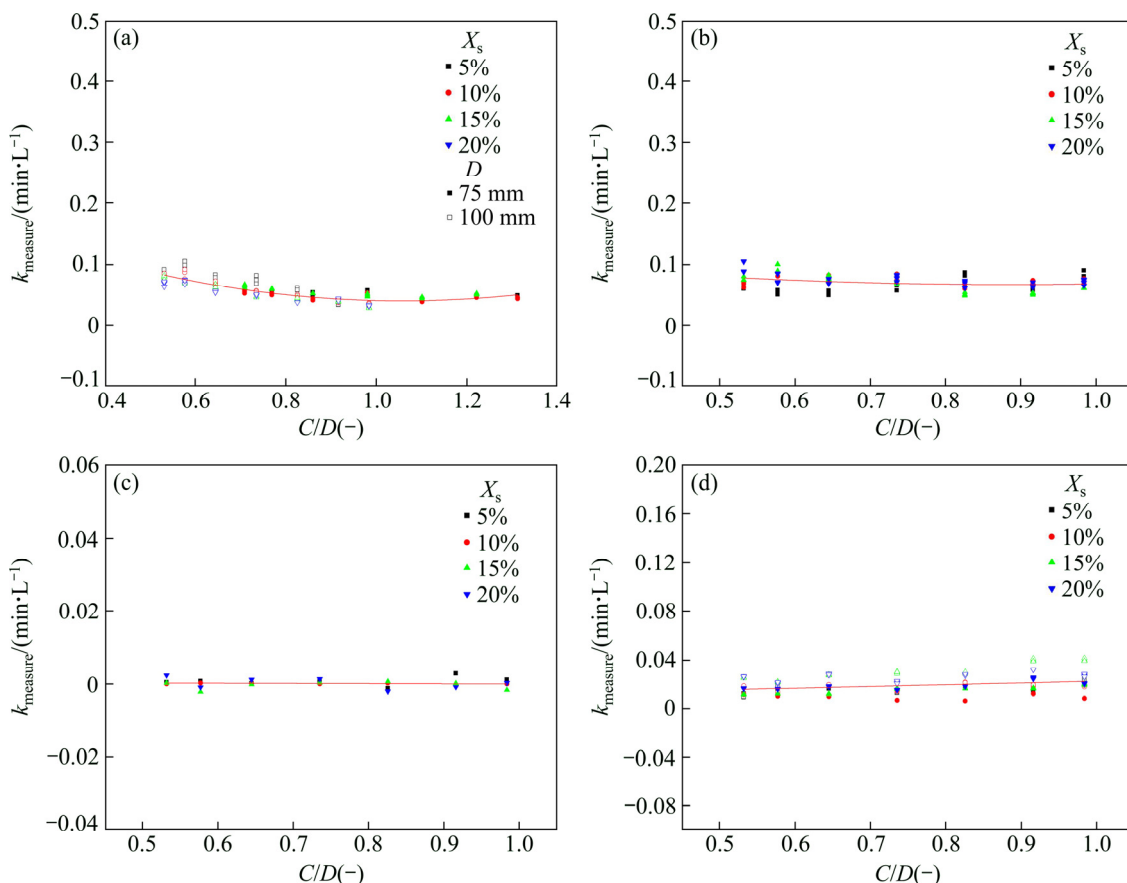 (a)
X_s
5%
10%
15%
20%
D
75 mm
100 mm
0.5
0.4
0.3
0.2
0.1
0
−0.1
k_measure/(min·L⁻¹)
0.4 0.6 0.8 1.0 1.2 1.4
C/D(−)
(b)
X_s
5%
10%
15%
20%
0.5
0.4
0.3
0.2
0.1
0
−0.1
k_measure/(min·L⁻¹)
0.5 0.6 0.7 0.8 0.9 1.0
C/D(−)
(c)
X_s
5%
10%
15%
20%
0.06
0.04
0.02
0
−0.02
−0.04
k_measure/(min·L⁻¹)
0.5 0.6 0.7 0.8 0.9 1.0
C/D(−)
(d)
X_s
5%
10%
15%
20%
0.20
0.16
0.12
0.08
0.04
0
−0.04
−0.08
k_measure/(min·L⁻¹)
0.5 0.6 0.7 0.8 0.9 1.0
C/D(−)